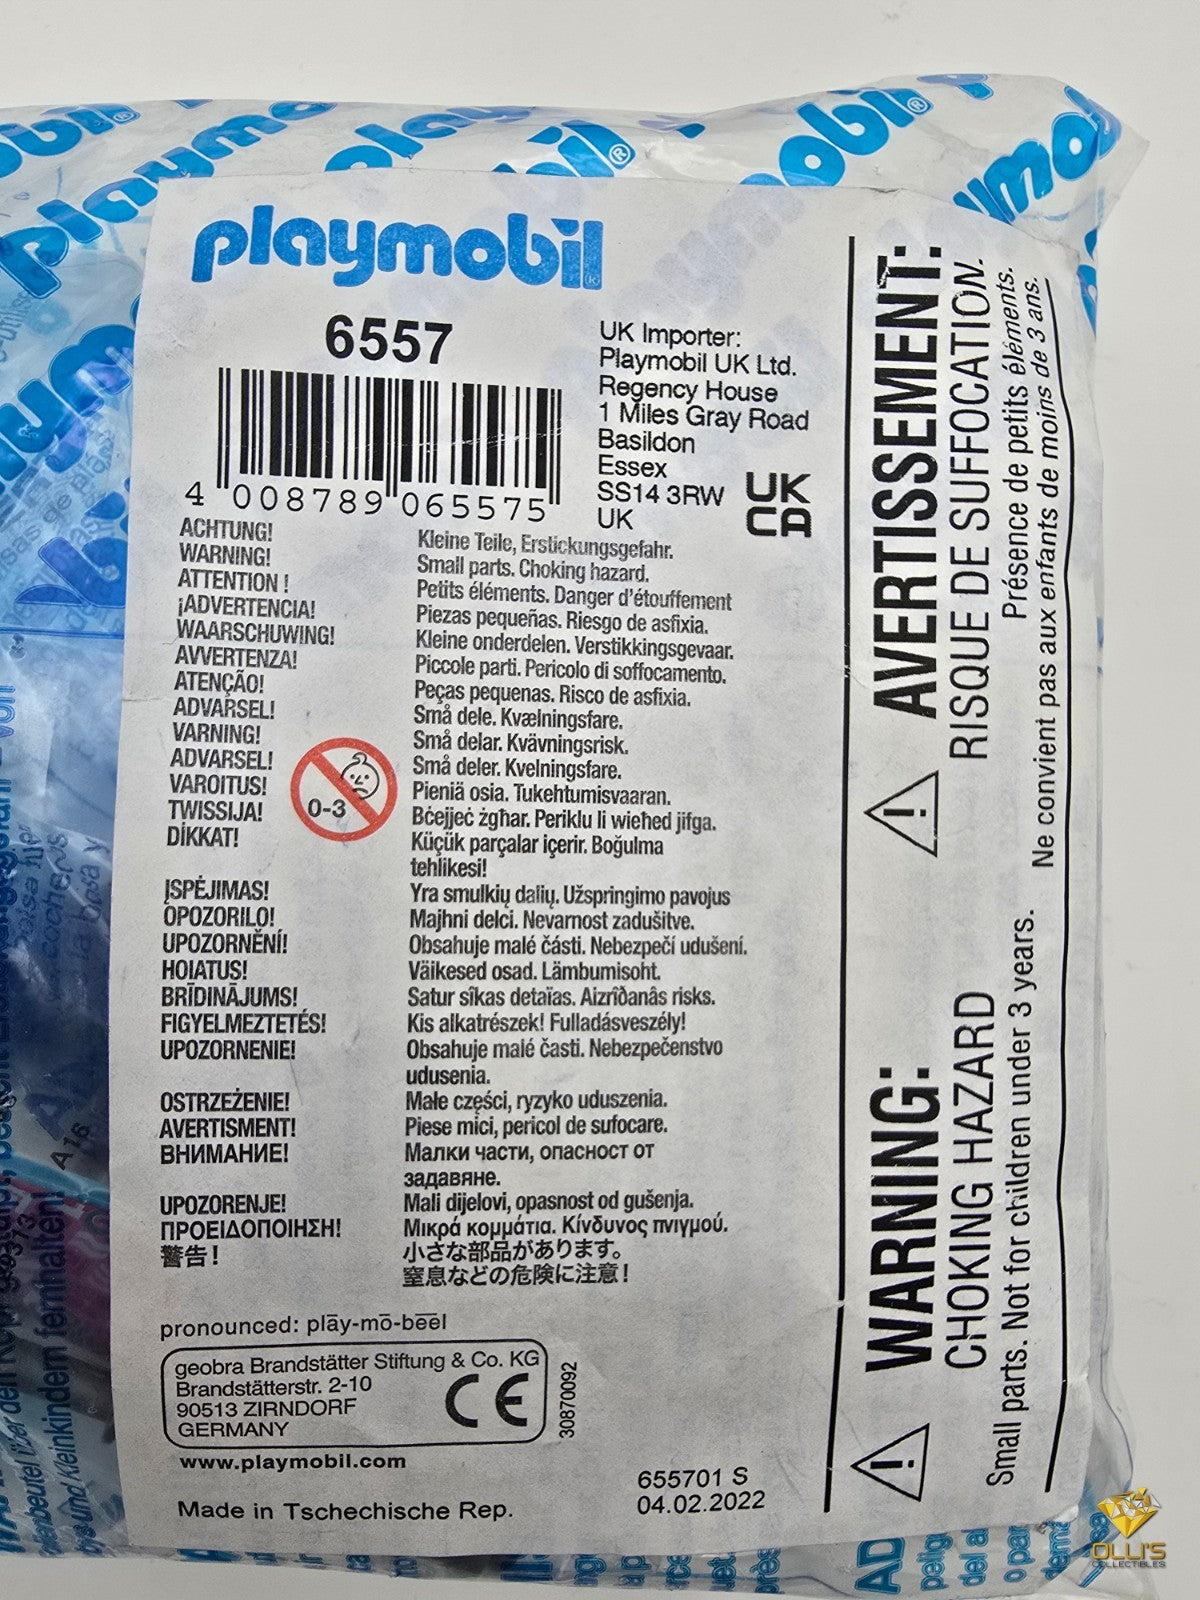 playmobil®
6557
4 008789 065575
UK Importer:
Playmobil UK Ltd.
Regency House
1 Miles Gray Road
Basildon
Essex
SS14 3RW
UK
UK
CA
ACHTUNG! Kleine Teile, Erstickungsgefahr.
WARNING! Small parts. Choking hazard.
ATTENTION ! Petits éléments. Danger d'étouffement
¡ADVERTENCIA! Piezas pequeñas. Riesgo de asfixia.
WAARSCHUWING! Kleine onderdelen. Verstikkingsgevaar.
AVVERTENZA! Piccole parti. Pericolo di soffocamento.
ATENÇÃO! Peças pequenas. Risco de asfixia.
ADVARSEL! Små dele. Kvælningsfare.
VARNING! Små delar. Kvävningsrisk.
ADVARSEL! Små deler. Kvelningsfare.
VAROITUS! Pieniä osia. Tukehtumisvaaran.
TWISSIJA! Bċejjeċ żgħar. Periklu li wieħed jifga.
DİKKAT! Küçük parçalar içerir. Boğulma
tehlikesi!
0-3
ĮSPĖJIMAS! Yra smulkių dalių. Užspringimo pavojus
OPOZORILO! Majhni delci. Nevarnost zadušitve.
UPOZORNĚNÍ! Obsahuje malé části. Nebezpečí udušení.
HOIATUS! Väikesed osad. Lämbumisoht.
BRĪDINĀJUMS! Satur sîkas detaïas. Aizrîðanâs risks.
FIGYELMEZTETÉS! Kis alkatrészek! Fulladásveszély!
UPOZORNENIE! Obsahuje malé časti. Nebezpečenstvo
udusenia.
OSTRZEŻENIE! Małe części, ryzyko uduszenia.
AVERTISMENT! Piese mici, pericol de sufocare.
ВНИМАНИЕ! Малки части, опасност от
задавяне.
UPOZORENJE! Mali dijelovi, opasnost od gušenja.
ΠΡΟΕΙΔΟΠΟΙΗΣΗ! Μικρά κομμάτια. Κίνδυνος πνιγμού.
警告! 小さな部品があります。
窒息などの危険に注意!
pronounced: plāy-mō-bēēl
geobra Brandstätter Stiftung & Co. KG
Brandstätterstr. 2-10
90513 ZIRNDORF
GERMANY
CE
30870092
www.playmobil.com
Made in Tschechische Rep.
655701 S
04.02.2022
AVERTISSEMENT:
RISQUE DE SUFFOCATION.
Présence de petits éléments.
Ne convient pas aux enfants de moins de 3 ans.
WARNING:
CHOKING HAZARD
Small parts. Not for children under 3 years.
A16
OLLI'S
COLLECTIBLES